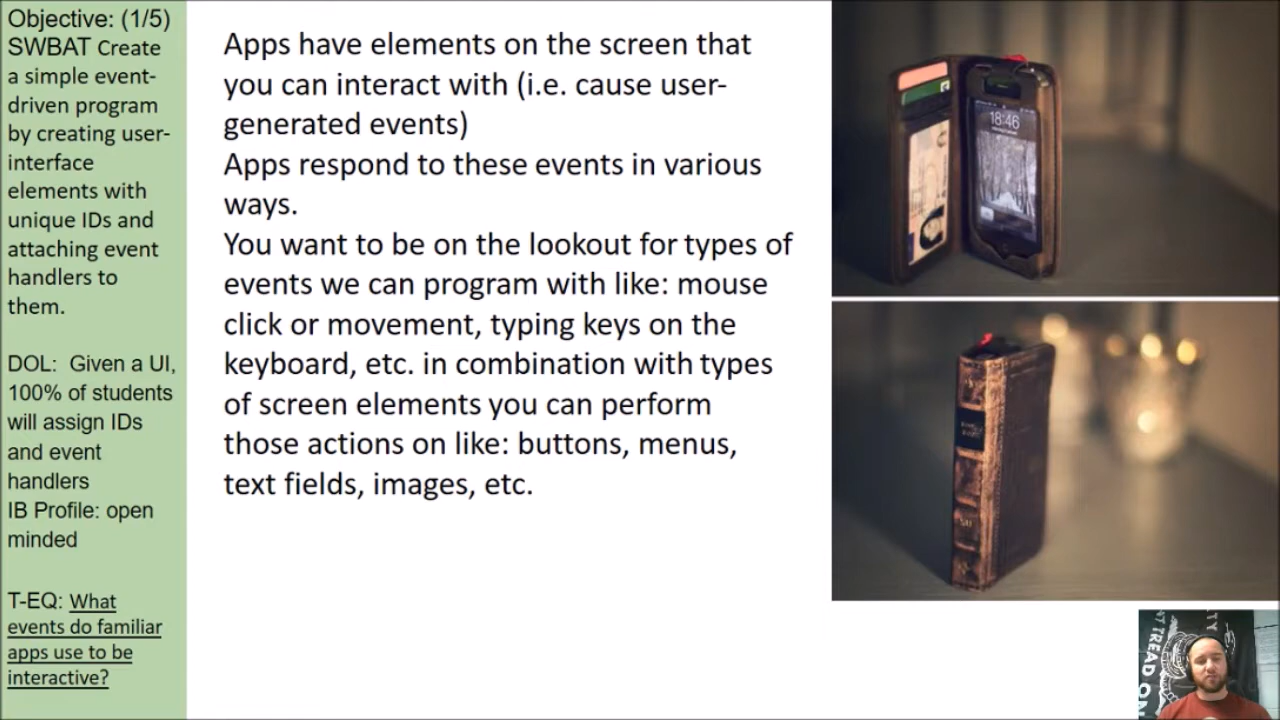 Objective: (1/5)
SWBAT Create
a simple event-
driven program
by creating user-
interface
elements with
unique IDs and
attaching event
handlers to
them.
DOL: Given a UI,
100% of students
will assign IDs
and event
handlers
IB Profile: open
minded
T-EQ: What
events do familiar
apps use to be
interactive?
Apps have elements on the screen that
you can interact with (i.e. cause user-
generated events)
Apps respond to these events in various
ways.
You want to be on the lookout for types of
events we can program with like: mouse
click or movement, typing keys on the
keyboard, etc. in combination with types
of screen elements you can perform
those actions on like: buttons, menus,
text fields, images, etc.
18:46
TREAD ON